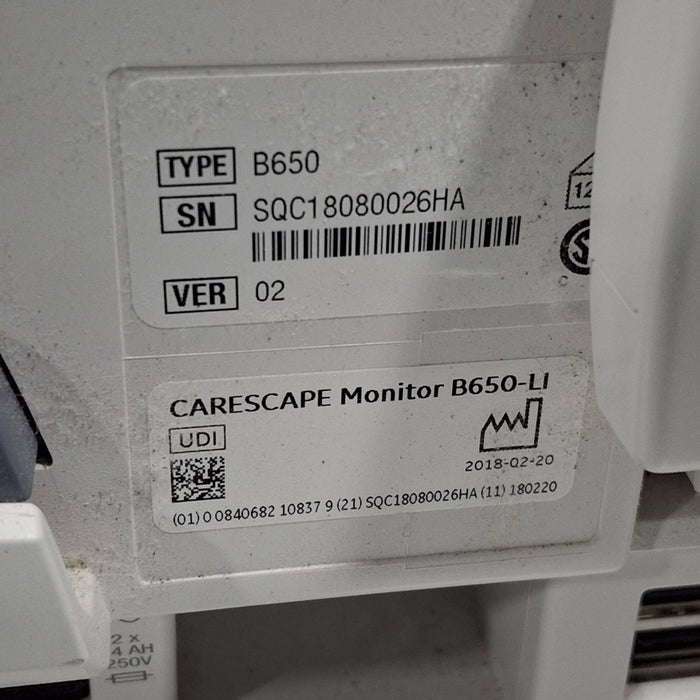 TYPE B650
SN SQC18080026HA
VER 02
12
CARESCAPE Monitor B650-LI
UDI
2018-02-20
(01) 0 0840682 10837 9 (21) SQC18080026HA (11) 180220
2 x
4 AH
250V